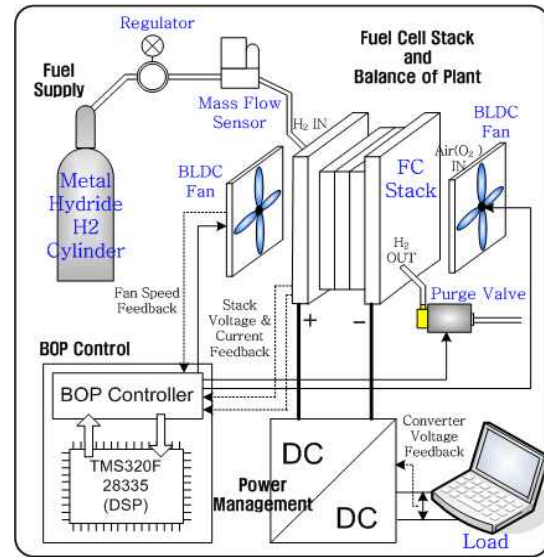 Regulator
Fuel
Supply
Mass Flow
Sensor
Fuel Cell Stack
and
Balance of Plant
H₂ IN
BLDC
Fan
BLDC
Fan
Air(O₂)
IN
FC
Stack
Metal
Hydride
H2
Cylinder
H₂
OUT
Purge Valve
Fan Speed
Feedback
Stack
Voltage &
Current
Feedback
+
−
BOP Control
BOP Controller
TMS320F
28335
(DSP)
Power
Management
DC
DC
Converter
Voltage
Feedback
Load